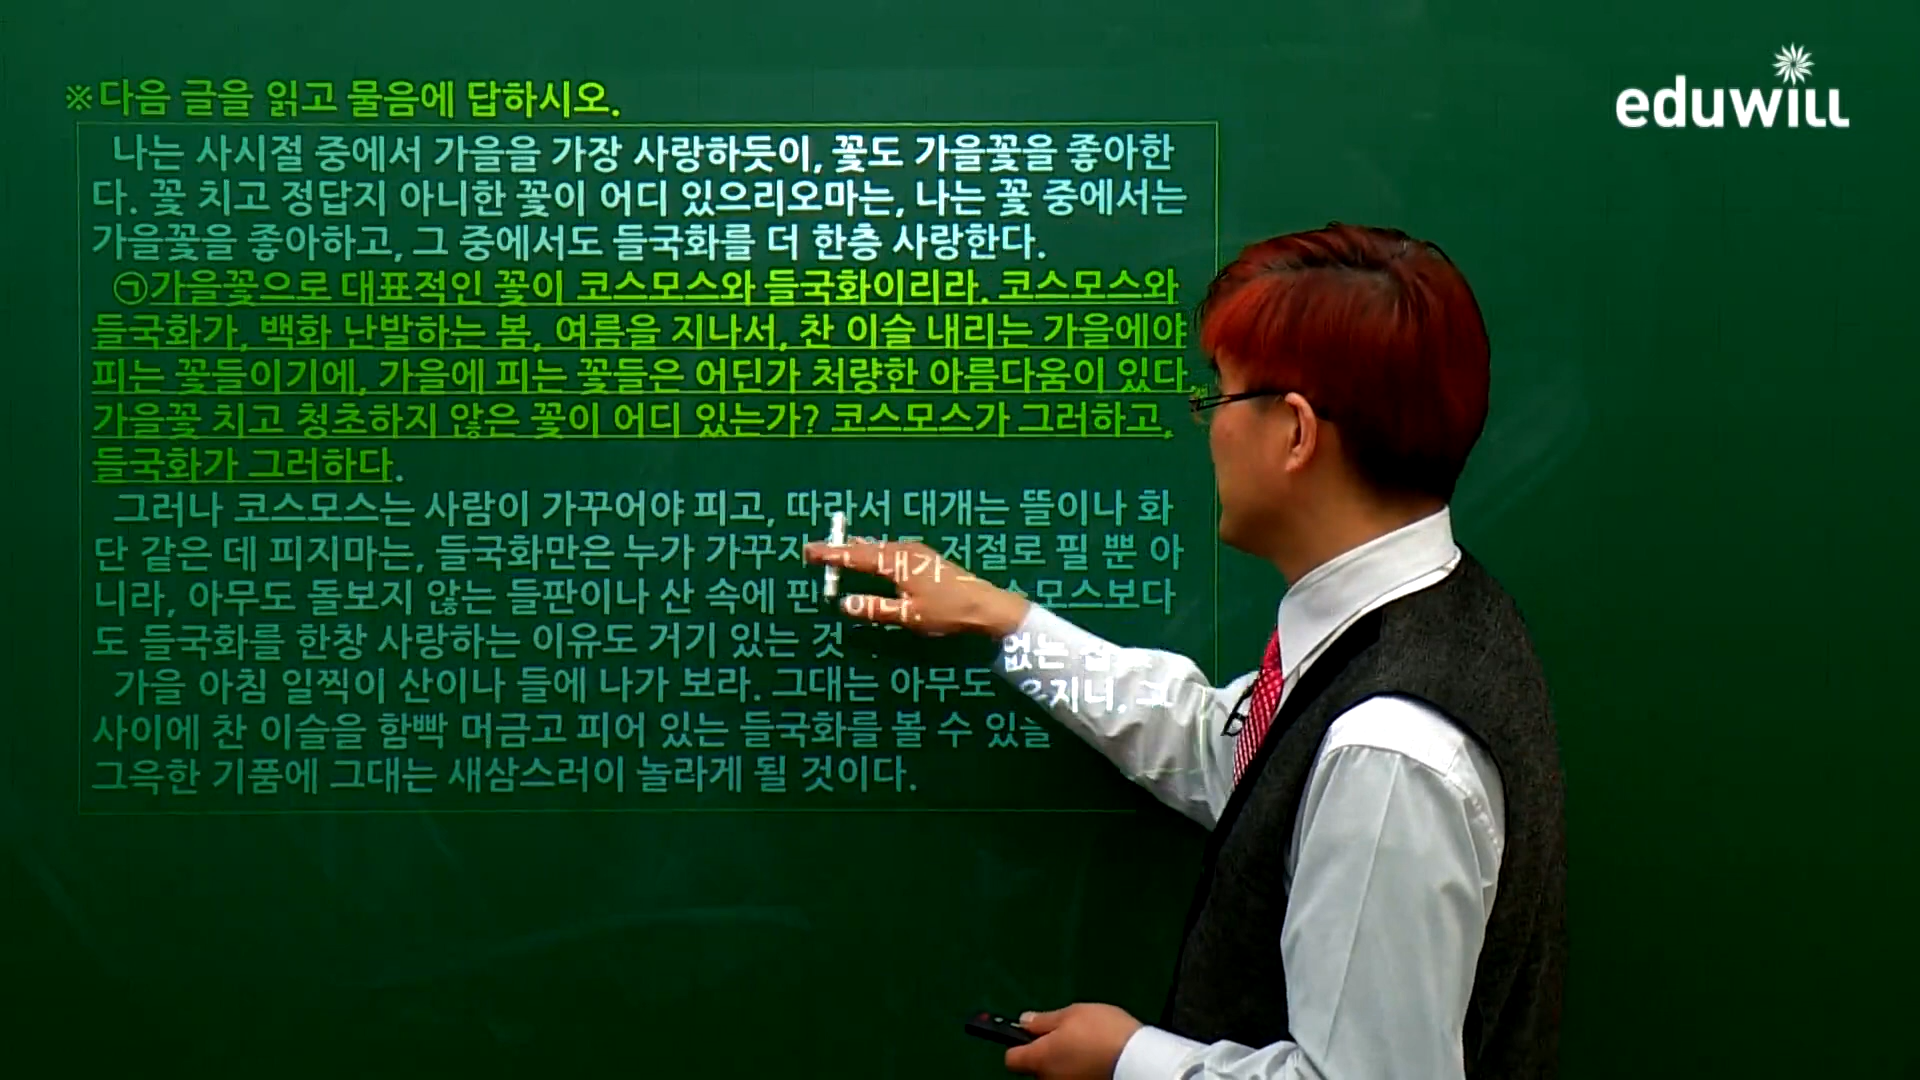 ※다음 글을 읽고 물음에 답하시오.
eduwill
나는 사시절 중에서 가을을 가장 사랑하듯이, 꽃도 가을꽃을 좋아한
다. 꽃 치고 정답지 아니한 꽃이 어디 있으리오마는, 나는 꽃 중에서는
가을꽃을 좋아하고, 그 중에서도 들국화를 더 한층 사랑한다.
㉠가을꽃으로 대표적인 꽃이 코스모스와 들국화이리라. 코스모스와
들국화가, 백화 난발하는 봄, 여름을 지나서, 찬 이슬 내리는 가을에야
피는 꽃들이기에, 가을에 피는 꽃들은 어딘가 처량한 아름다움이 있다.
가을꽃 치고 청초하지 않은 꽃이 어디 있는가? 코스모스가 그러하고,
들국화가 그러하다.
그러나 코스모스는 사람이 가꾸어야 피고, 따라서 대개는 뜰이나 화
단 같은 데 피지마는, 들국화만은 누가 가꾸지 저절로 필 뿐 아
니라, 아무도 돌보지 않는 들판이나 산 속에 핀다. 내가 코스모스보다
도 들국화를 한창 사랑하는 이유도 거기 있는 것이다.
가을 아침 일찍이 산이나 들에 나가 보라. 그대는 아무도 없는
사이에 찬 이슬을 함빡 머금고 피어 있는 들국화를 볼 수 있을 그
그윽한 기품에 그대는 새삼스러이 놀라게 될 것이다.